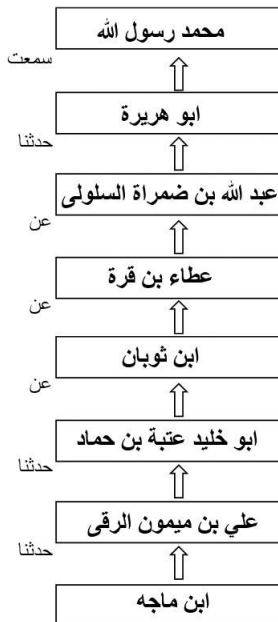 محمد رسول الله
سمعت
ابو هريرة
حدثنا
عبد الله بن ضمراة السلولى
عن
عطاء بن قرة
عن
ابن ثوبان
عن
ابو خليد عتبة بن حماد
حدثنا
علي بن ميمون الرقى
حدثنا
ابن ماجه